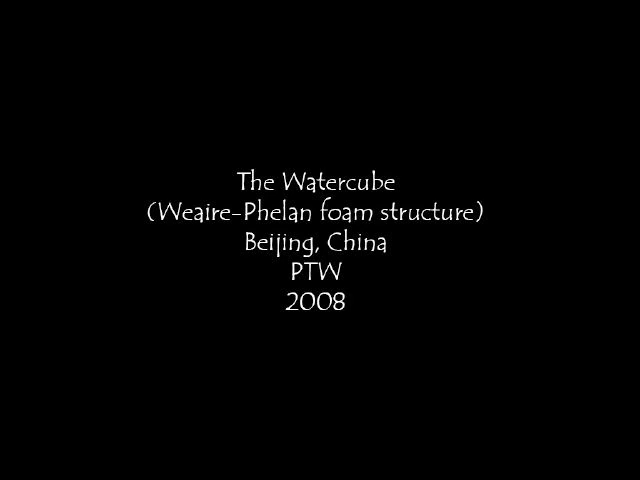 The Watercube
(Weaire-Phelan foam structure)
Beijing, China
PTW
2008